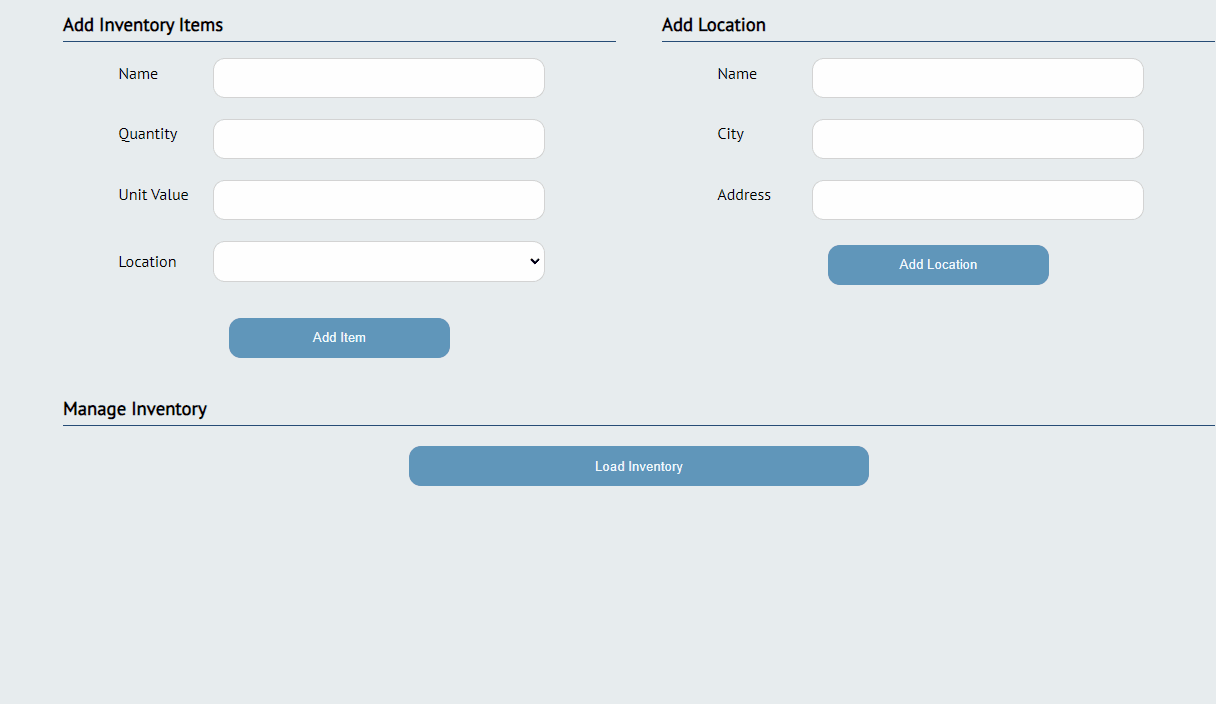 Add Inventory Items
Name
Quantity
Unit Value
Location
Add Item
Add Location
Name
City
Address
Add Location
Manage Inventory
Load Inventory